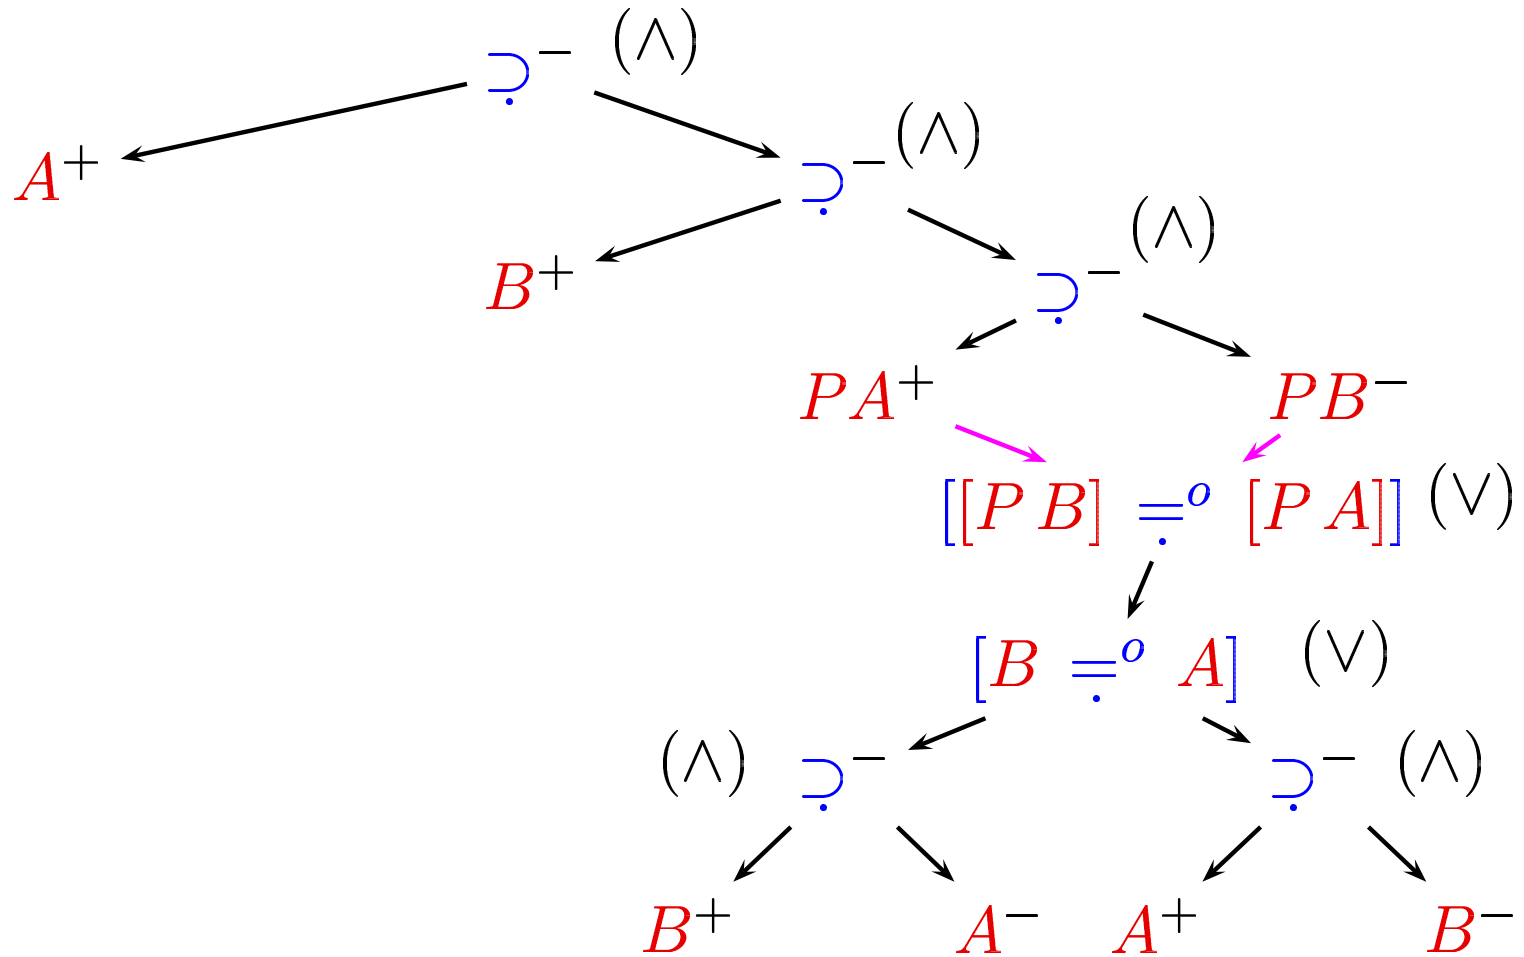 ⊃̣⁻ (∧)
A⁺ ⊃̣⁻ (∧)
B⁺ ⊃̣⁻ (∧)
PA⁺ PB⁻
[[P B] =̣ᵒ [P A]] (∨)
[B =̣ᵒ A] (∨)
(∧) ⊃̣⁻ ⊃̣⁻ (∧)
B⁺ A⁻ A⁺ B⁻